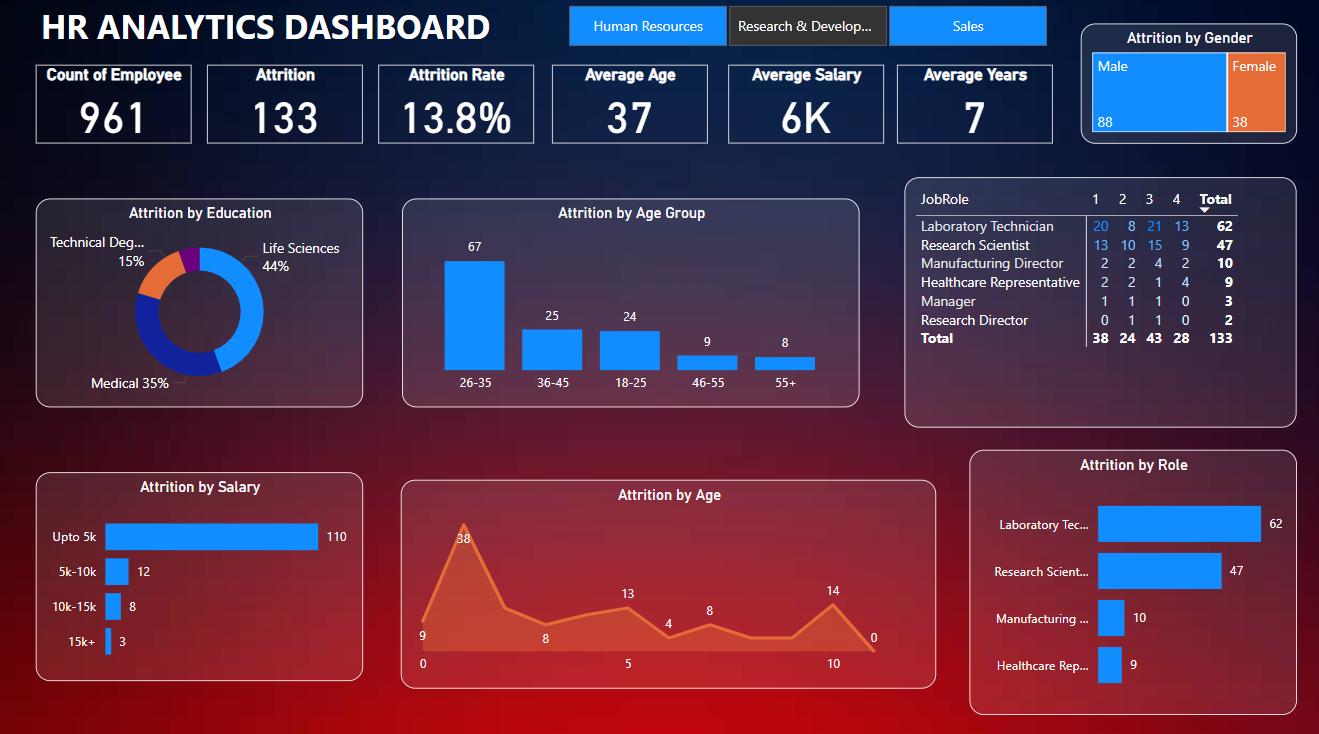 HR ANALYTICS DASHBOARD
Human Resources
Research & Develop...
Sales
Count of Employee
961
Attrition
133
Attrition Rate
13.8%
Average Age
37
Average Salary
6K
Average Years
7
Attrition by Gender
Male
Female
88
38
Attrition by Education
Technical Deg...
15%
Life Sciences
44%
Medical 35%
Attrition by Age Group
67
25
24
9
8
26-35
36-45
18-25
46-55
55+
JobRole 1 2 3 4 Total
Laboratory Technician 20 8 21 13 62
Research Scientist 13 10 15 9 47
Manufacturing Director 2 2 4 2 10
Healthcare Representative 2 2 1 4 9
Manager 1 1 1 0 3
Research Director 0 1 1 0 2
Total 38 24 43 28 133
Attrition by Salary
Upto 5k 110
5k-10k 12
10k-15k 8
15k+ 3
Attrition by Age
9
38
8
13
4
8
14
0
0
5
10
Attrition by Role
Laboratory Tec... 62
Research Scient... 47
Manufacturing ... 10
Healthcare Rep... 9